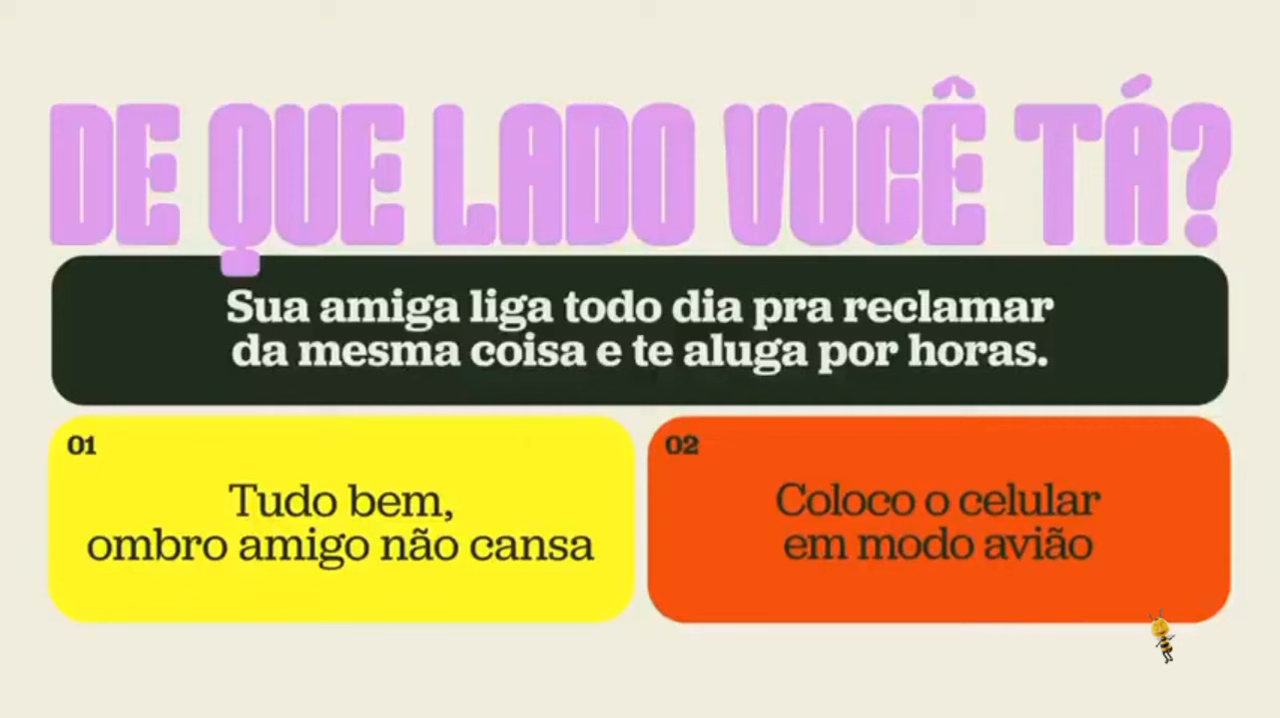 DE QUE LADO VOCÊ TÁ?
Sua amiga liga todo dia pra reclamar
da mesma coisa e te aluga por horas.
01
Tudo bem,
ombro amigo não cansa
02
Coloco o celular
em modo avião